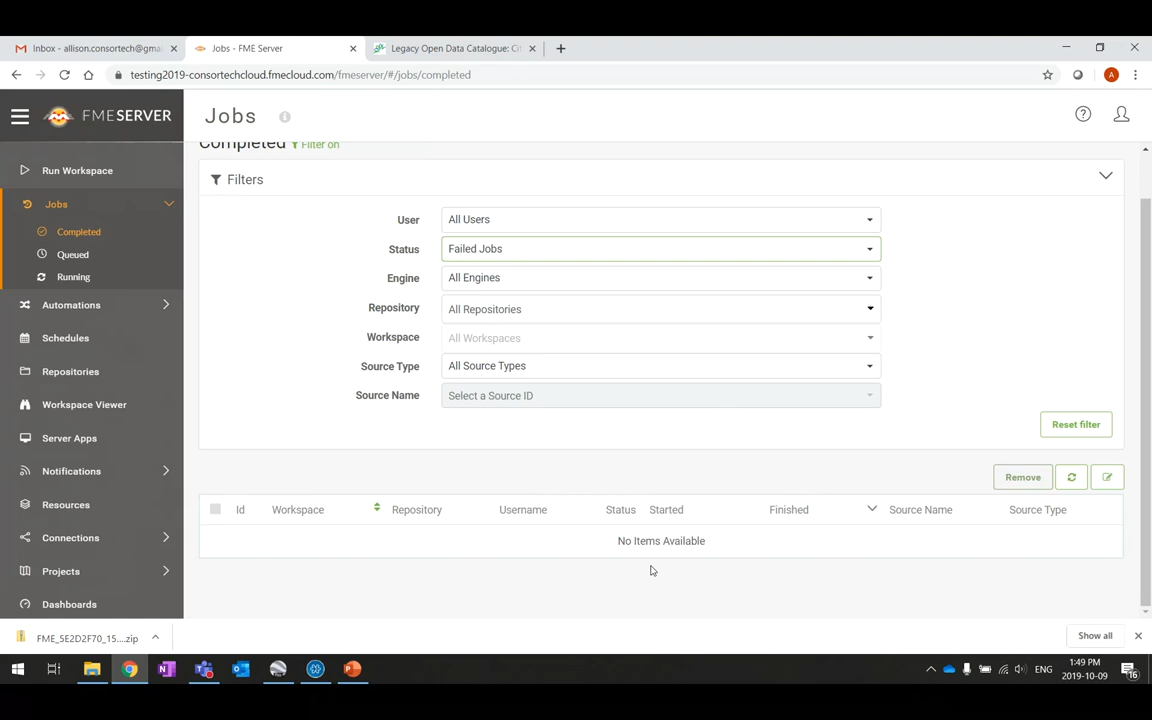 Inbox - allison.consortech@gmai
Jobs - FME Server
Legacy Open Data Catalogue: Cit
testing2019-consortechcloud.fmecloud.com/fmeserver/#/jobs/completed
A
FMESERVER
Jobs
Completed Filter on
Run Workspace
Jobs
Completed
Queued
Running
Automations
Schedules
Repositories
Workspace Viewer
Server Apps
Notifications
Resources
Connections
Projects
Dashboards
Filters
User All Users
Status Failed Jobs
Engine All Engines
Repository All Repositories
Workspace All Workspaces
Source Type All Source Types
Source Name Select a Source ID
Reset filter
Remove
Id Workspace Repository Username Status Started Finished Source Name Source Type
No Items Available
FME_5E2D2F70_15....zip
Show all
ENG
1:49 PM
2019-10-09
16